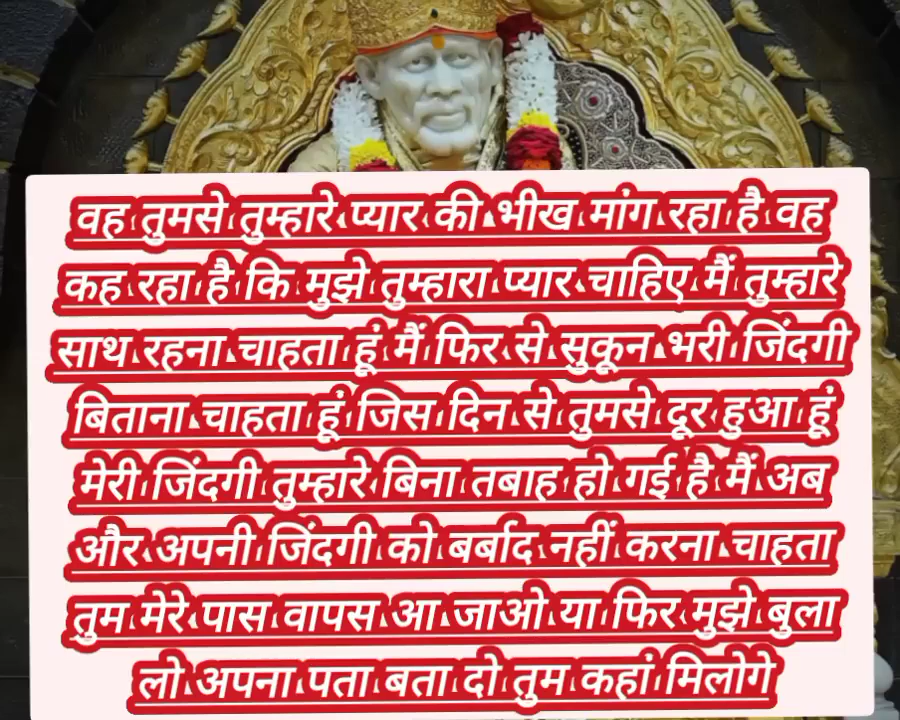 वह तुमसे तुम्हारे प्यार की भीख मांग रहा है वह
कह रहा है कि मुझे तुम्हारा प्यार चाहिए मैं तुम्हारे
साथ रहना चाहता हूं मैं फिर से सुकून भरी जिंदगी
बिताना चाहता हूं जिस दिन से तुमसे दूर हुआ हूं
मेरी जिंदगी तुम्हारे बिना तबाह हो गई है मैं अब
और अपनी जिंदगी को बर्बाद नहीं करना चाहता
तुम मेरे पास वापस आ जाओ या फिर मुझे बुला
लो अपना पता बता दो तुम कहां मिलोगे